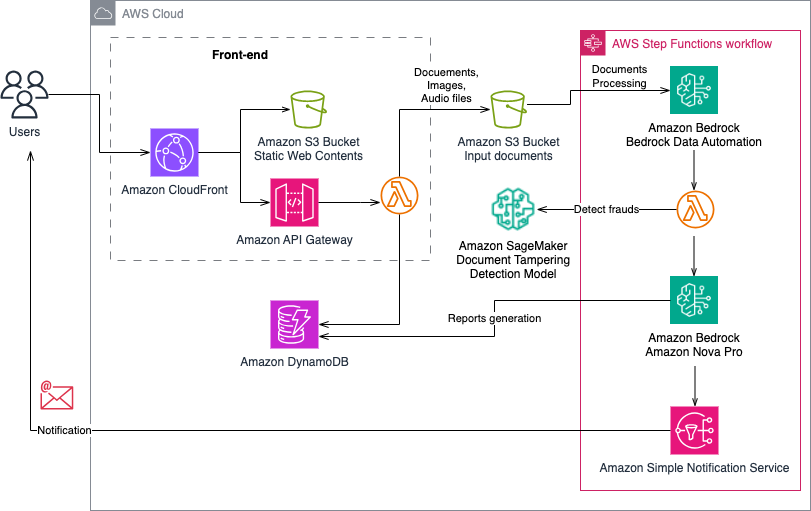 AWS Cloud
Front-end
AWS Step Functions workflow
Users
Amazon CloudFront
Amazon S3 Bucket
Static Web Contents
Amazon API Gateway
Docuements,
Images,
Audio files
Amazon S3 Bucket
Input documents
Documents
Processing
Amazon Bedrock
Bedrock Data Automation
Detect frauds
Amazon SageMaker
Document Tampering
Detection Model
Amazon DynamoDB
Reports generation
Amazon Bedrock
Amazon Nova Pro
@
Notification
Amazon Simple Notification Service